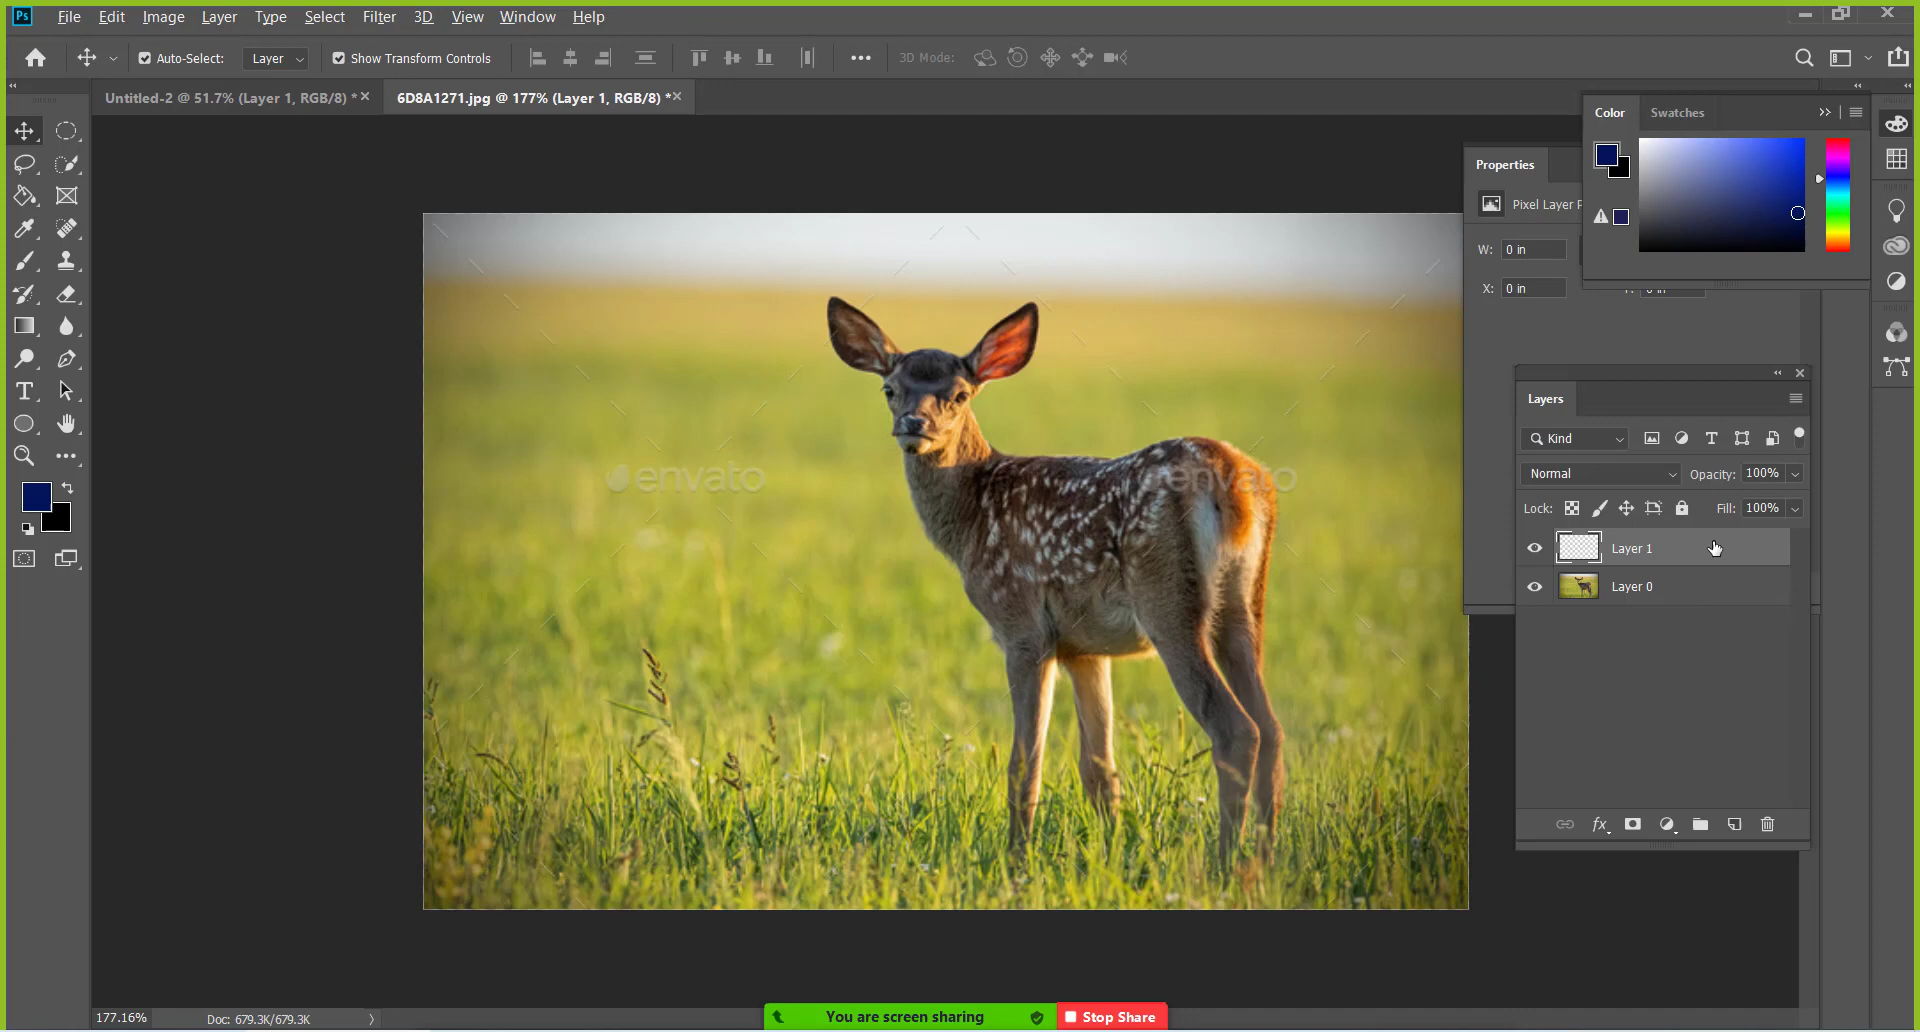 Ps File Edit Image Layer Type Select Filter 3D View Window Help
Auto-Select: Layer Show Transform Controls 3D Mode:
Untitled-2 @ 51.7% (Layer 1, RGB/8) * 6D8A1271.jpg @ 177% (Layer 1, RGB/8) *
Color Swatches
Properties
Pixel Layer P
W: 0 in
X: 0 in
envato envato
Layers
Kind
Normal Opacity: 100%
Lock: Fill: 100%
Layer 1
Layer 0
fx
177.16% Doc: 679.3K/679.3K
You are screen sharing Stop Share